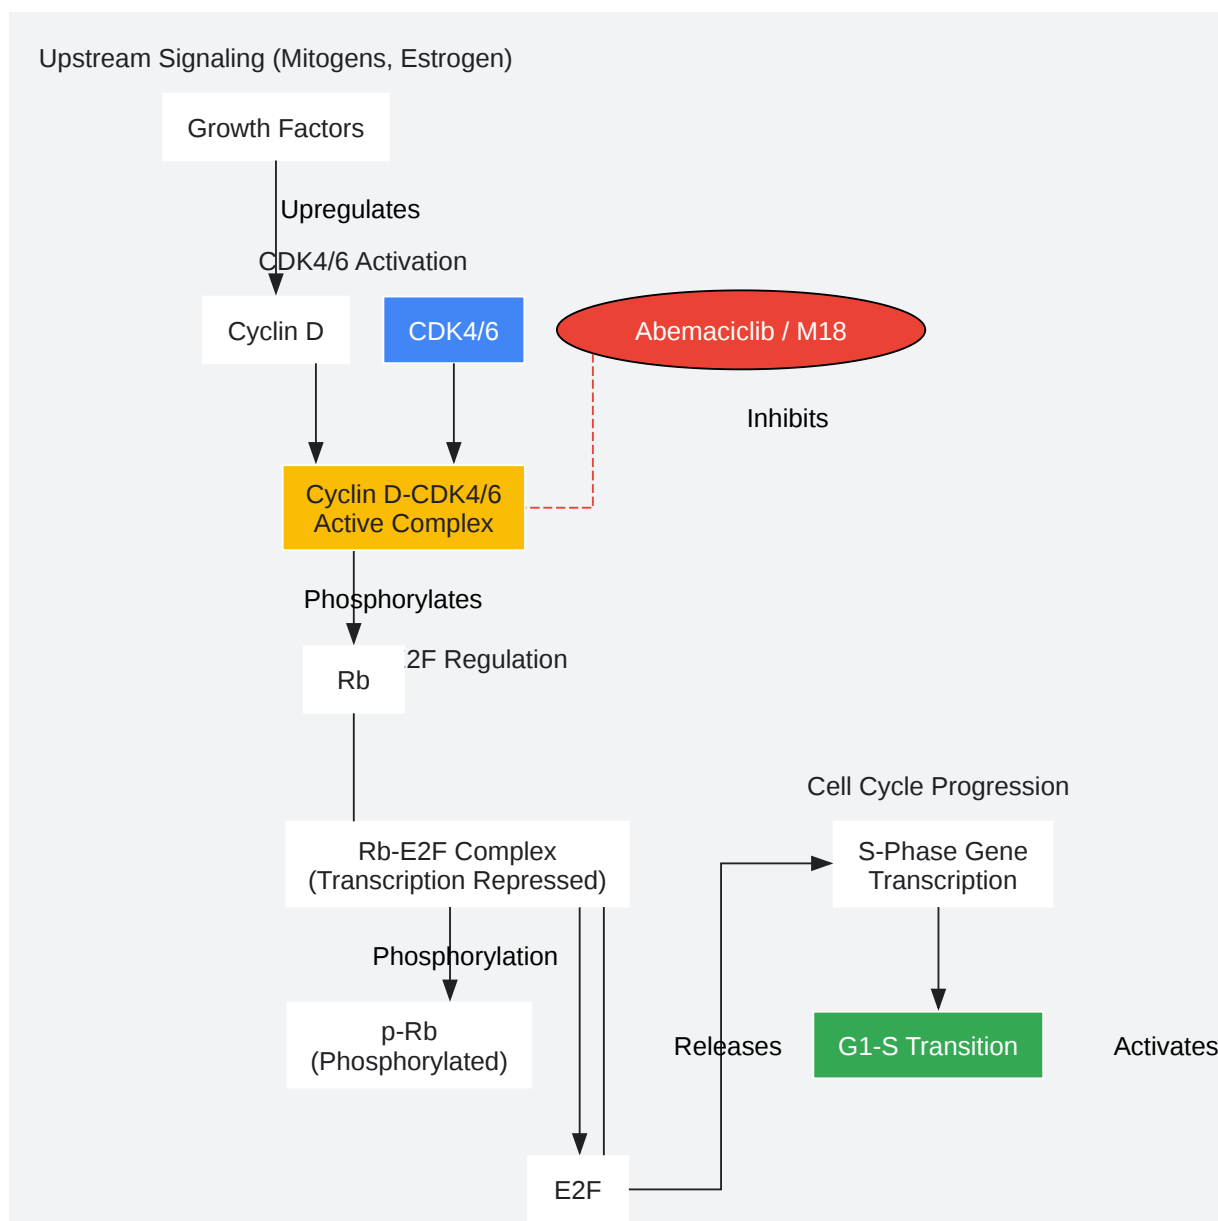 Upstream Signaling (Mitogens, Estrogen)
Growth Factors
Upregulates
CDK4/6 Activation
Cyclin D
CDK4/6
Abemaciclib / M18
Inhibits
Cyclin D-CDK4/6
Active Complex
Phosphorylates
2F Regulation
Rb
Cell Cycle Progression
Rb-E2F Complex
(Transcription Repressed)
S-Phase Gene
Transcription
Phosphorylation
p-Rb
(Phosphorylated)
Releases
G1-S Transition
Activates
E2F